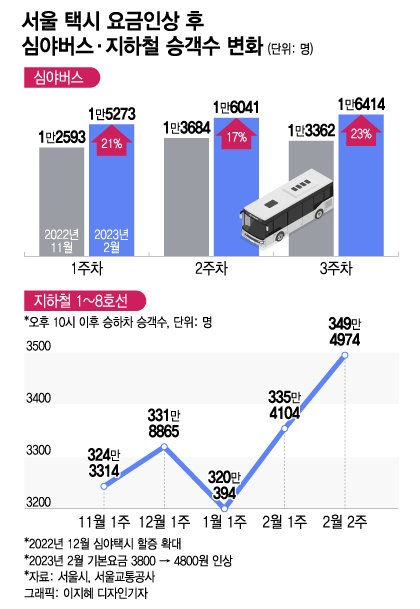 서울 택시 요금인상 후
심야버스·지하철 승객수 변화 (단위: 명)
심야버스
1만2593
1만5273
21%
2022년
11월
2023년
2월
1주차
1만3684
1만6041
17%
2주차
1만3362
1만6414
23%
3주차
지하철 1~8호선
*오후 10시 이후 승하차 승객수, 단위: 명
3500
3400
3300
3200
324만
3314
331만
8865
320만
394
335만
4104
349만
4974
11월 1주
12월 1주
1월 1주
2월 1주
2월 2주
*2022년 12월 심야택시 할증 확대
*2023년 2월 기본요금 3800 → 4800원 인상
*자료: 서울시, 서울교통공사
그래픽: 이지혜 디자인기자